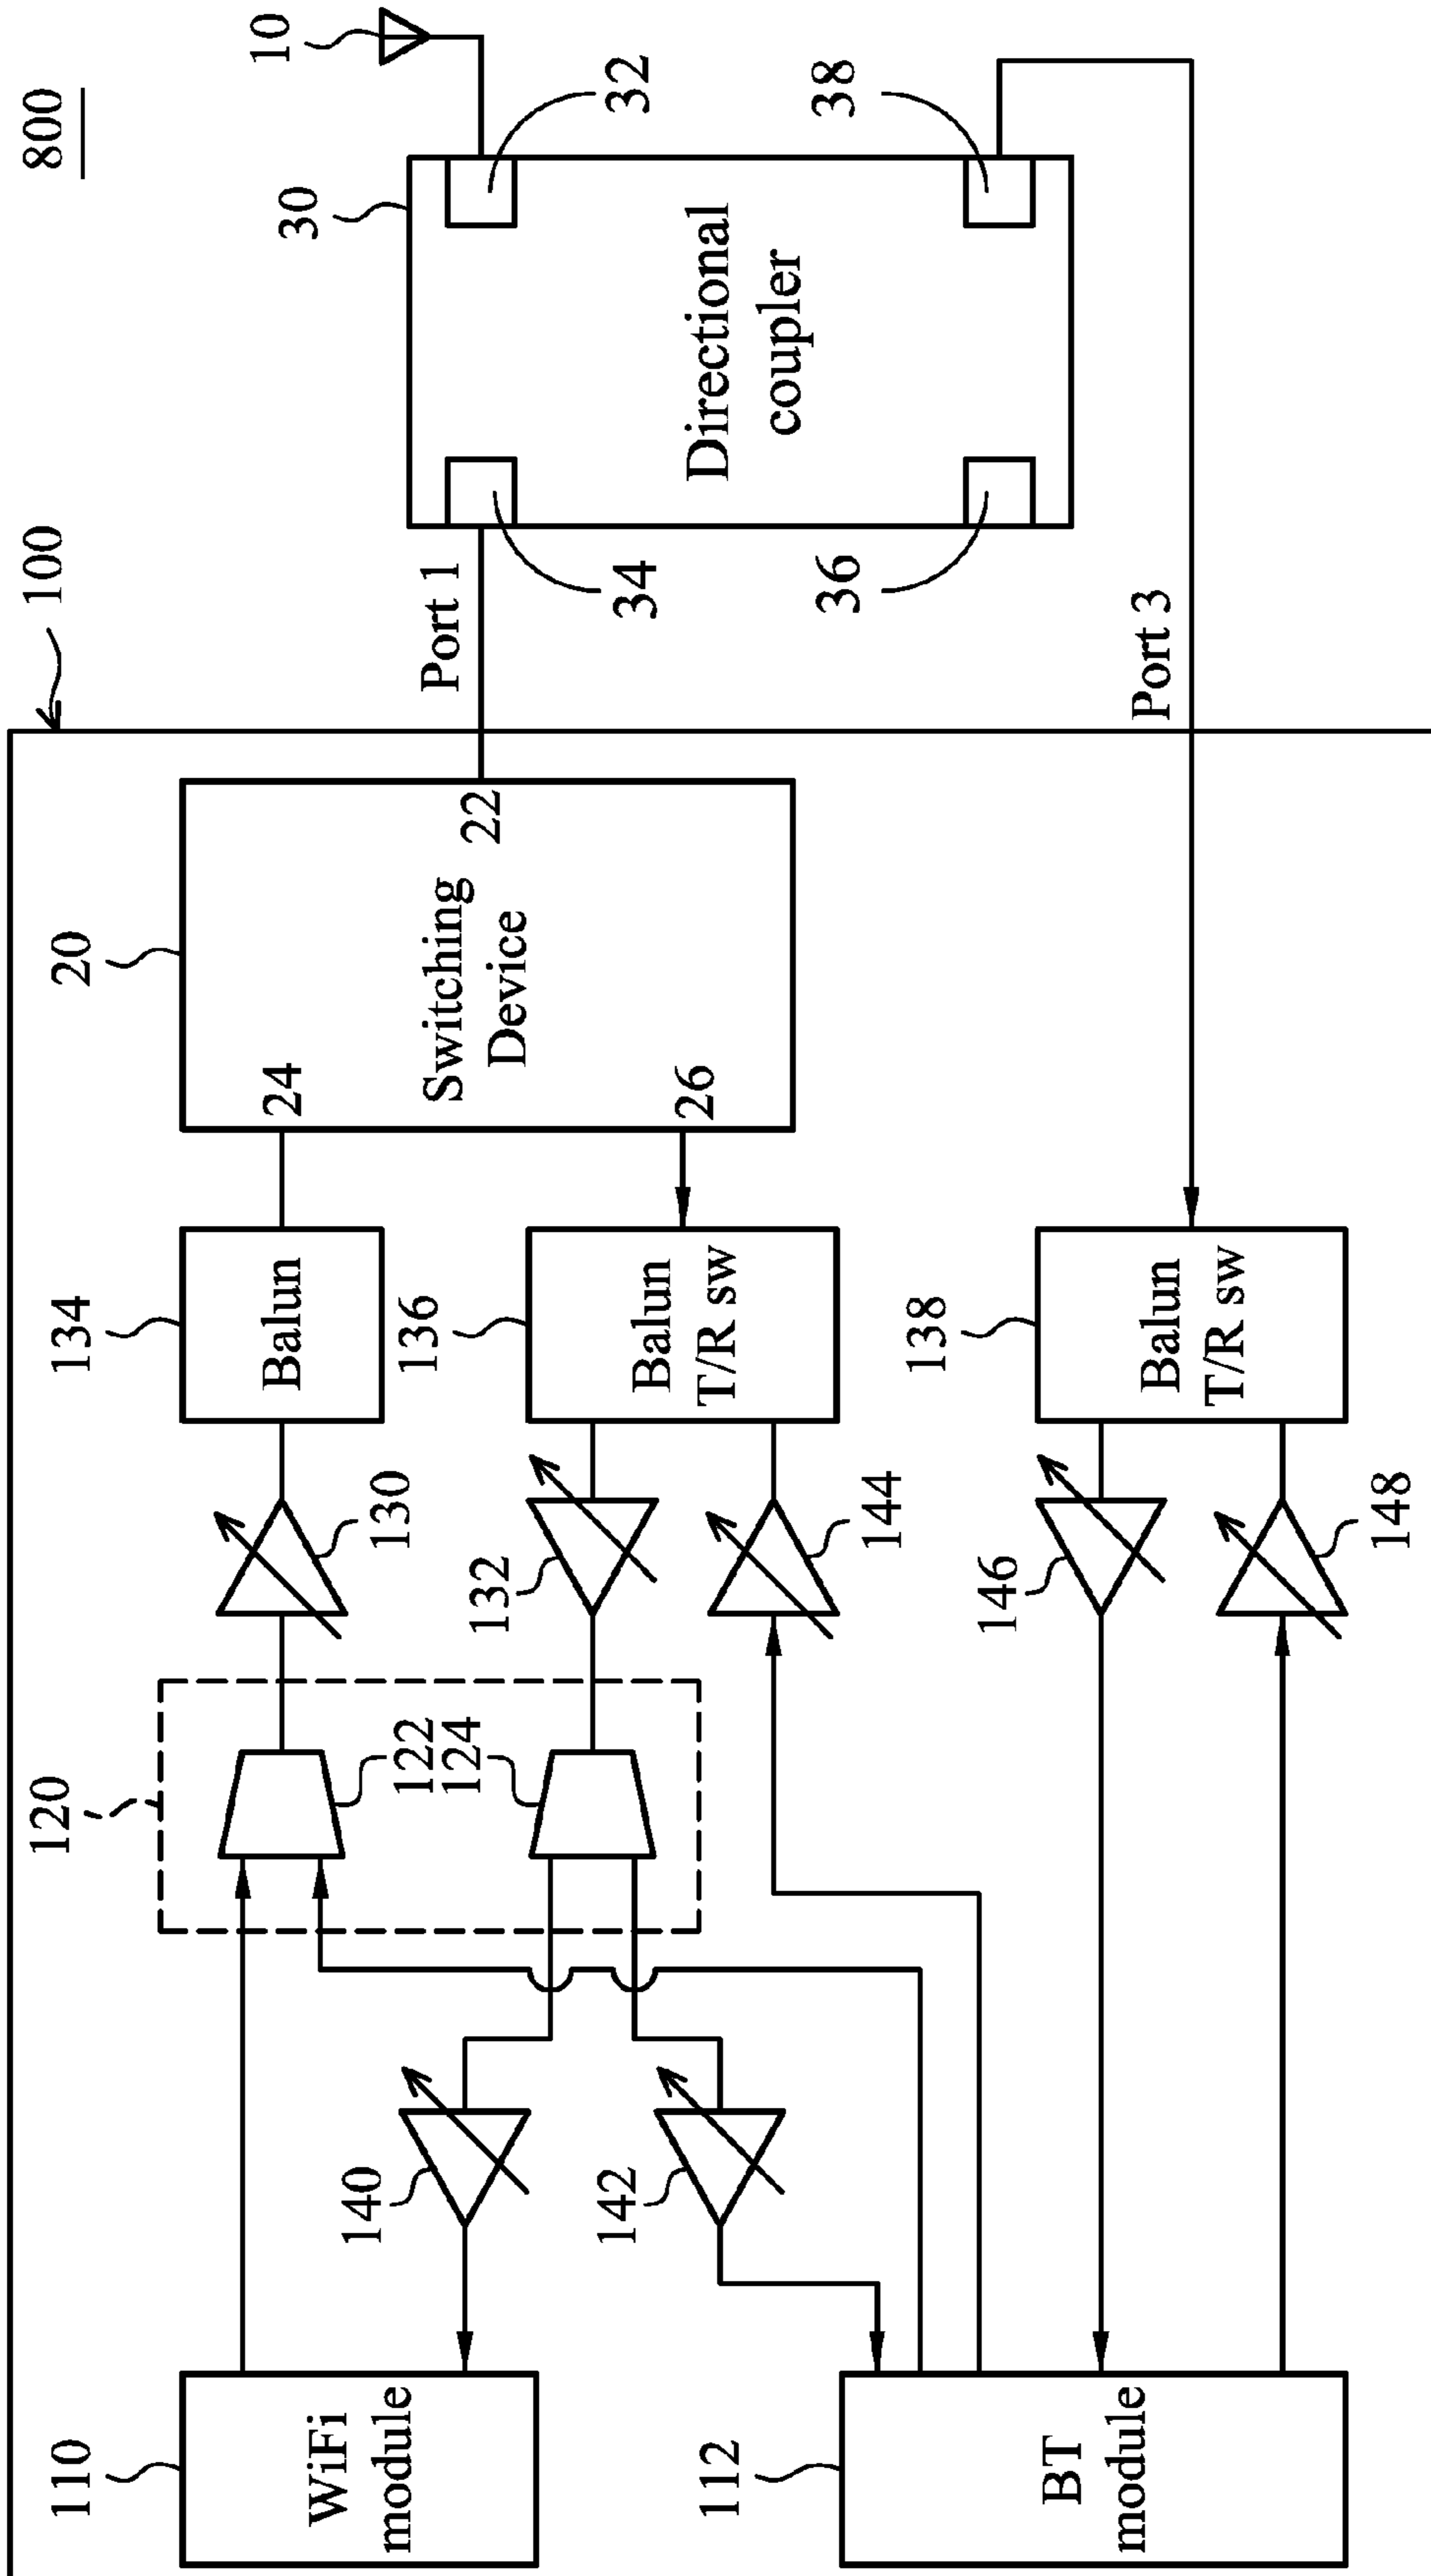 800
100
10
30
32
34
36
38
Directional
coupler
Port 1
Port 3
20
22
24
26
Switching
Device
134
Balun
136
Balun
T/R sw
138
Balun
T/R sw
130
132
144
146
148
120
122
124
140
142
110
WiFi
module
112
BT
module